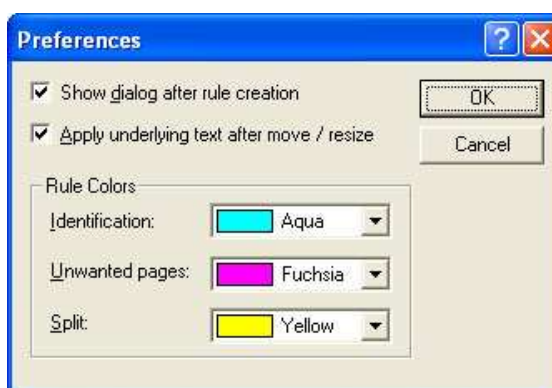 Preferences
Show dialog after rule creation
OK
Apply underlying text after move / resize
Cancel
Rule Colors
Identification:
Aqua
Unwanted pages:
Fuchsia
Split:
Yellow